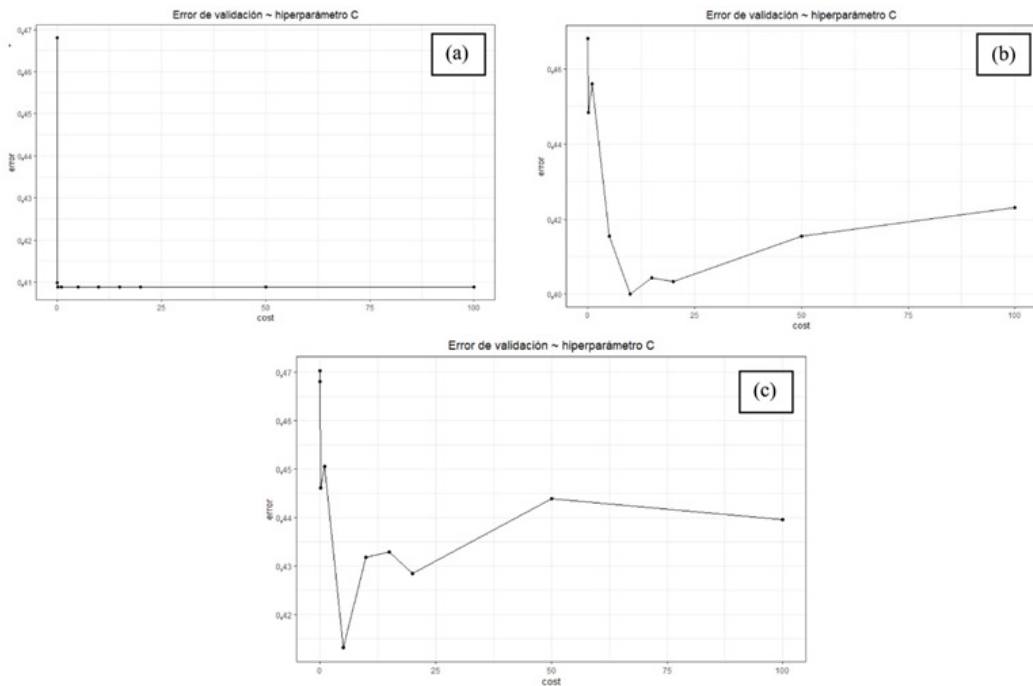 Error de validación ~ hiperparámetro C
(a)
0,47
0,46
0,45
0,44
0,43
0,42
0,41
error
0 25 50 75 100
cost
Error de validación ~ hiperparámetro C
(b)
0,46
0,44
0,42
0,40
error
0 25 50 75 100
cost
Error de validación ~ hiperparámetro C
(c)
0,47
0,46
0,45
0,44
0,43
0,42
error
0 25 50 75 100
cost